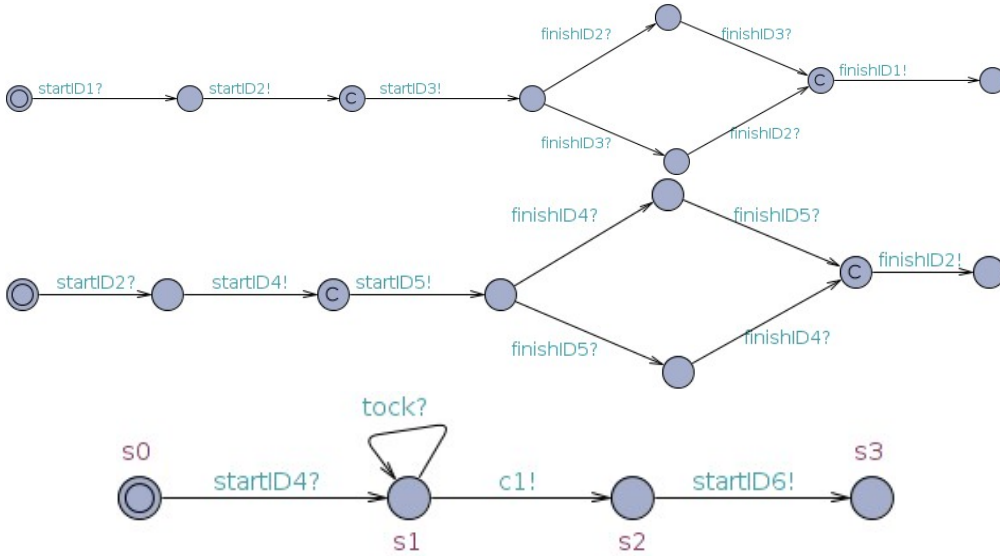 finishID2?
finishID3?
startID1?
startID2!
C
startID3!
C
finishID1!
finishID3?
finishID2?
finishID4?
finishID5?
startID2?
startID4!
C
startID5!
C
finishID2!
finishID5?
finishID4?
tock?
s0
s3
startID4?
c1!
startID6!
s1
s2